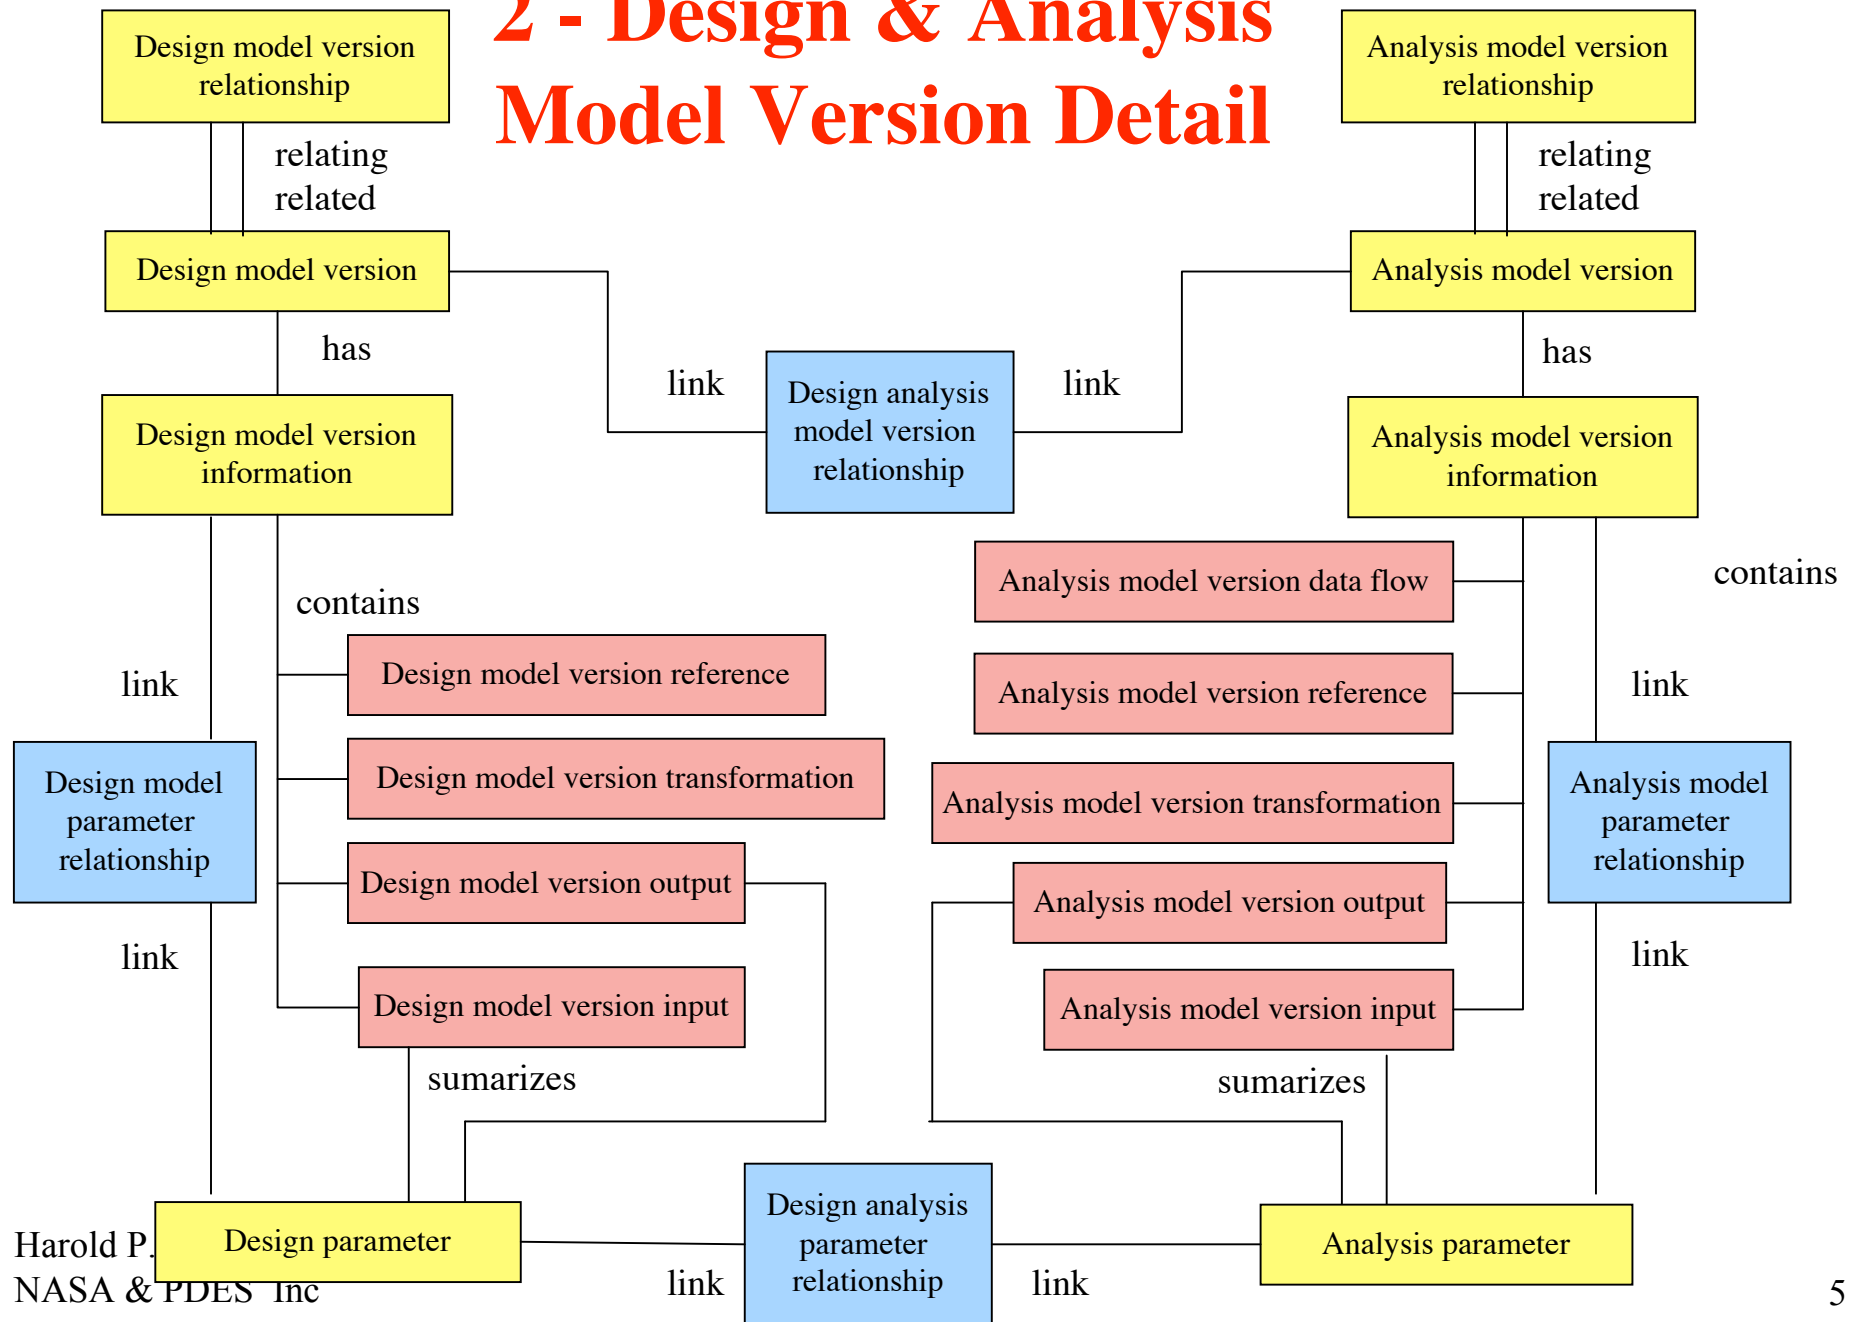 2 - Design & Analysis
Model Version Detail
Design model version
relationship
relating
related
Design model version
has
Design model version
information
contains
link
Design model
parameter
relationship
link
Design model version reference
Design model version transformation
Design model version output
Design model version input
sumarizes
Design parameter
link
Design analysis
model version
relationship
link
Analysis model version
relationship
relating
related
Analysis model version
has
Analysis model version
information
contains
Analysis model version data flow
Analysis model version reference
Analysis model version transformation
Analysis model version output
Analysis model version input
sumarizes
link
Analysis model
parameter
relationship
link
Analysis parameter
link
Design analysis
parameter
relationship
link
Harold P.
NASA & PDES Inc
5